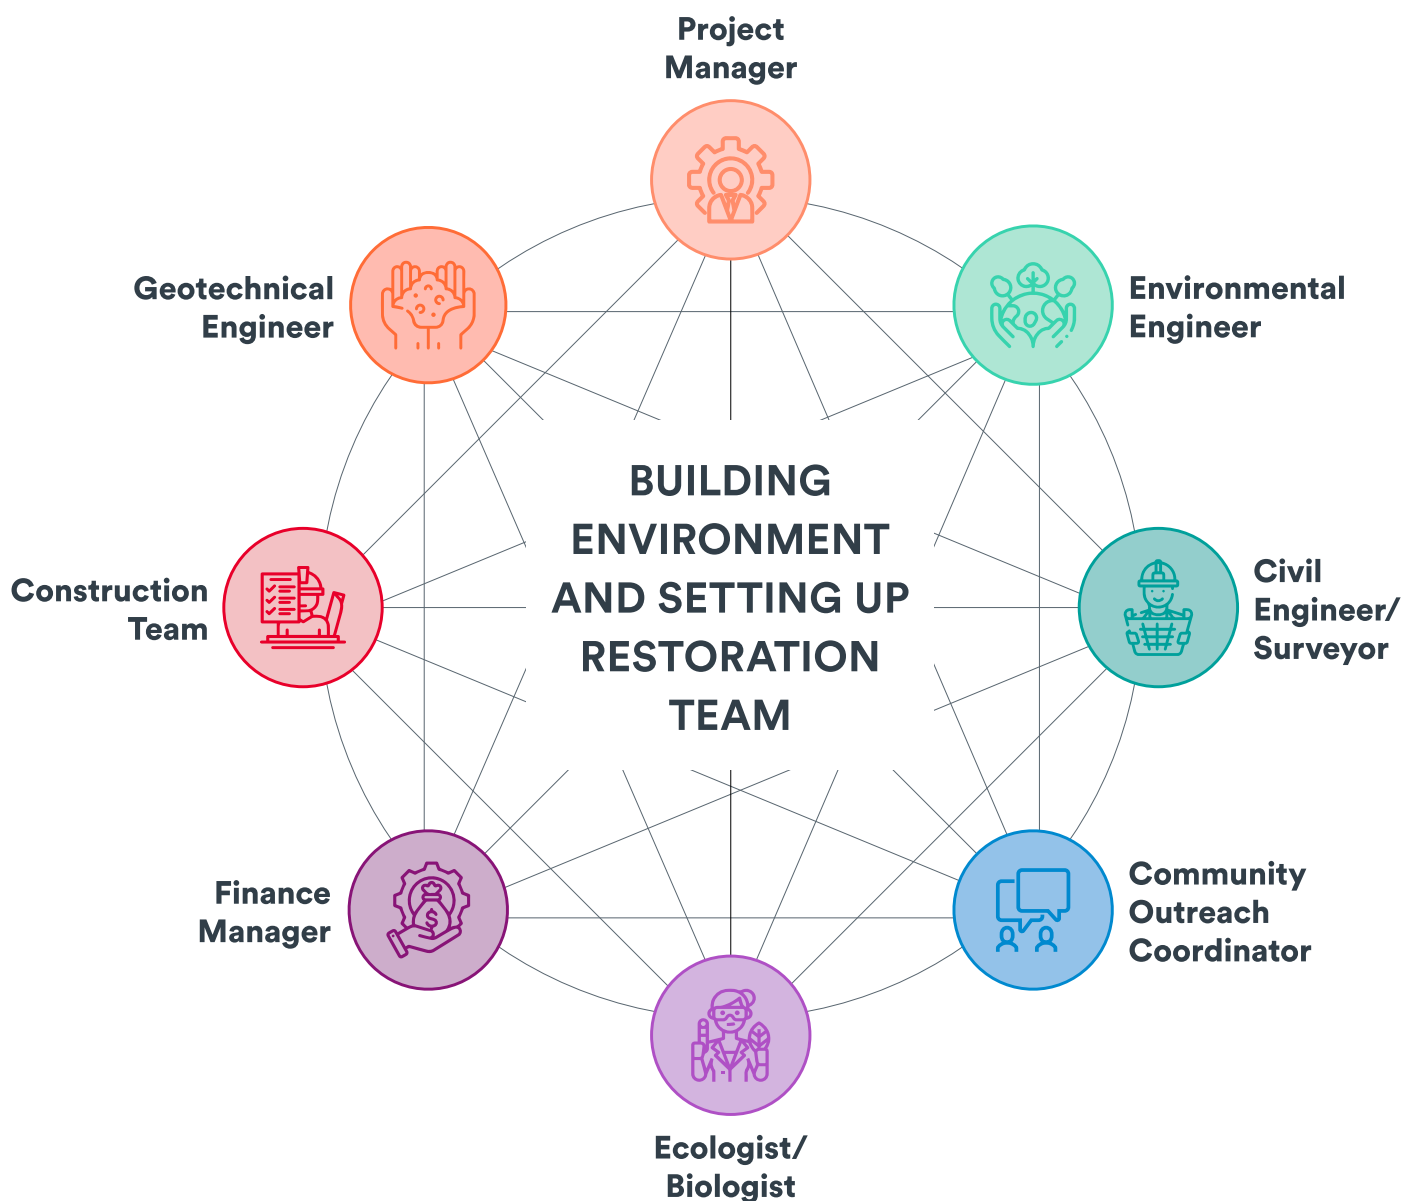 Project
Manager
Geotechnical
Engineer
Environmental
Engineer
BUILDING
ENVIRONMENT
AND SETTING UP
RESTORATION
TEAM
Construction
Team
Civil
Engineer/
Surveyor
Finance
Manager
$
Community
Outreach
Coordinator
Ecologist/
Biologist